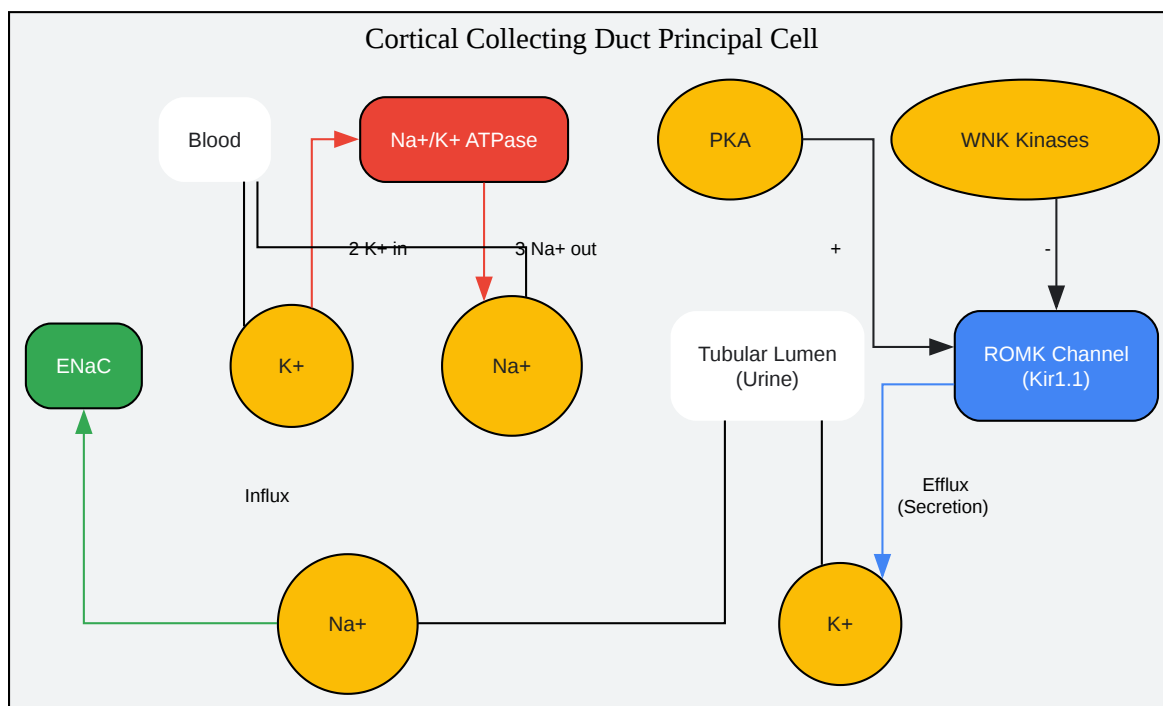 Cortical Collecting Duct Principal Cell
Blood
Na+/K+ ATPase
PKA
WNK Kinases
2 K+ in
3 Na+ out
+
-
ENaC
K+
Na+
Tubular Lumen
(Urine)
ROMK Channel
(Kir1.1)
Influx
Efflux
(Secretion)
Na+
K+